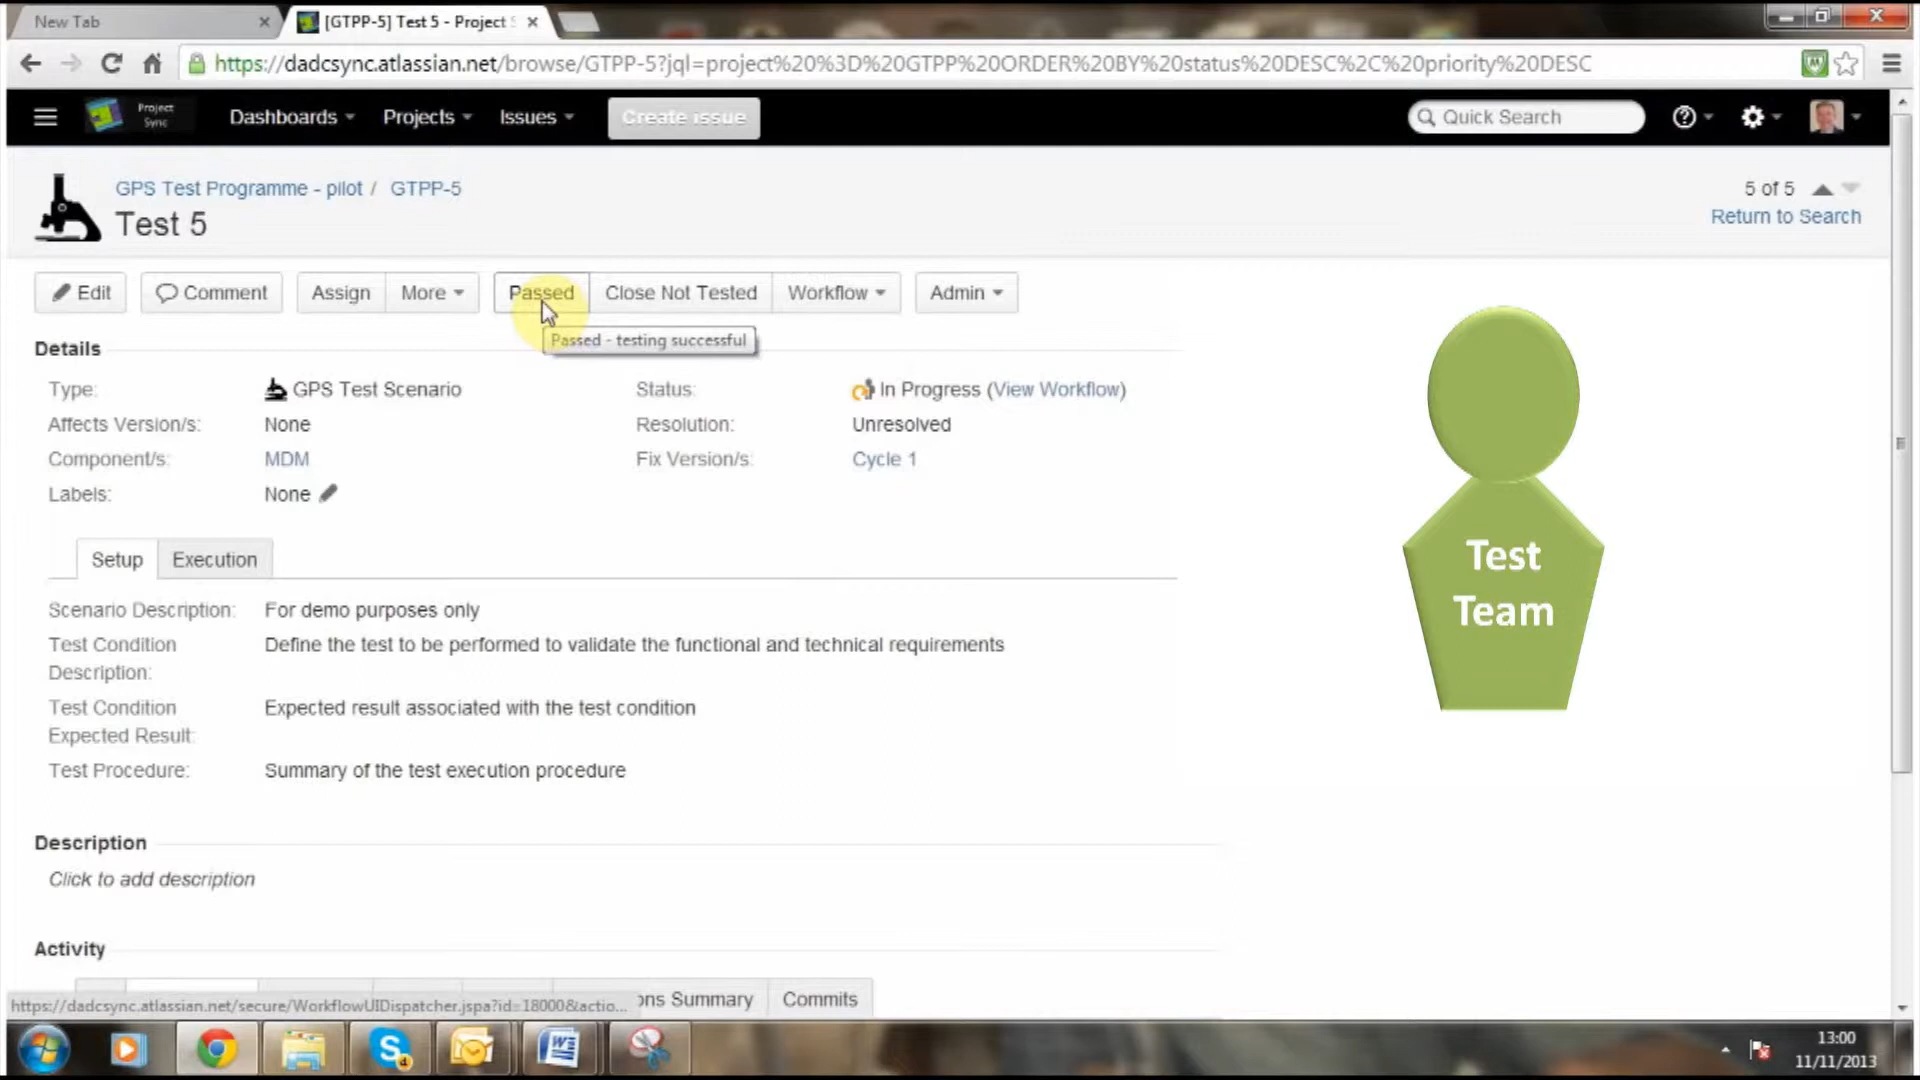 New Tab
[GTPP-5] Test 5 - Project S
https://dadcsync.atlassian.net/browse/GTPP-5?jql=project%20%3D%20GTPP%20ORDER%20BY%20status%20DESC%2C%20priority%20DESC
Project Sync Dashboards Projects Issues Create issue Quick Search
GPS Test Programme - pilot / GTPP-5 5 of 5
Test 5 Return to Search
Edit Comment Assign More Passed Close Not Tested Workflow Admin
Passed - testing successful
Details
Type: GPS Test Scenario Status: In Progress (View Workflow)
Affects Version/s: None Resolution: Unresolved
Component/s: MDM Fix Version/s: Cycle 1
Labels: None
Test
Team
Setup Execution
Scenario Description: For demo purposes only
Test Condition Description: Define the test to be performed to validate the functional and technical requirements
Test Condition Expected Result: Expected result associated with the test condition
Test Procedure: Summary of the test execution procedure
Description
Click to add description
Activity
ons Summary Commits
https://dadcsync.atlassian.net/secure/WorkflowUIDispatcher.jspa?id=18000&actio...
13:00
11/11/2013